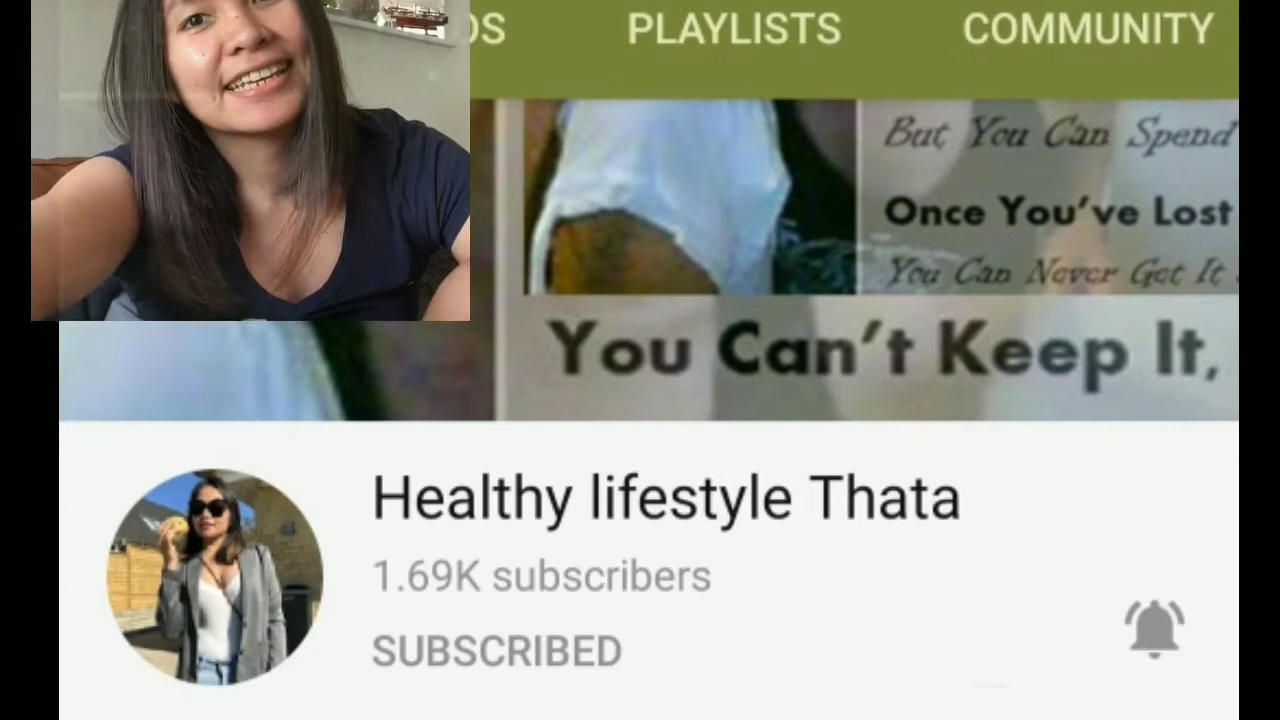 OS PLAYLISTS COMMUNITY
But You Can Spend
Once You've Lost
You Can Never Get It
You Can't Keep It,
Healthy lifestyle Thata
1.69K subscribers
SUBSCRIBED